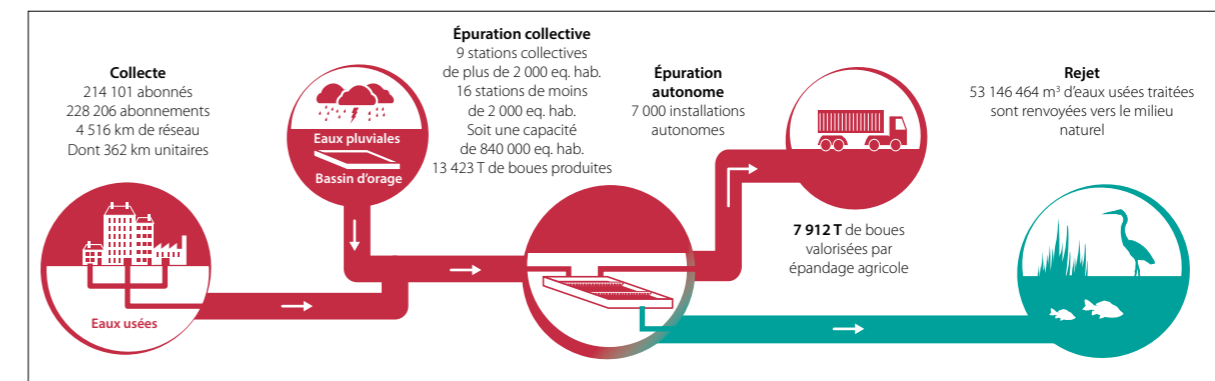 Collecte
214 101 abonnés
228 206 abonnements
4 516 km de réseau
Dont 362 km unitaires
Eaux usées
Eaux pluviales
Bassin d'orage
Épuration collective
9 stations collectives
de plus de 2 000 eq. hab.
16 stations de moins
de 2 000 eq. hab.
Soit une capacité
de 840 000 eq. hab.
13 423 T de boues produites
Épuration
autonome
7 000 installations
autonomes
7 912 T de boues
valorisées par
épandage agricole
Rejet
53 146 464 m³ d'eaux usées traitées
sont renvoyées vers le milieu
naturel